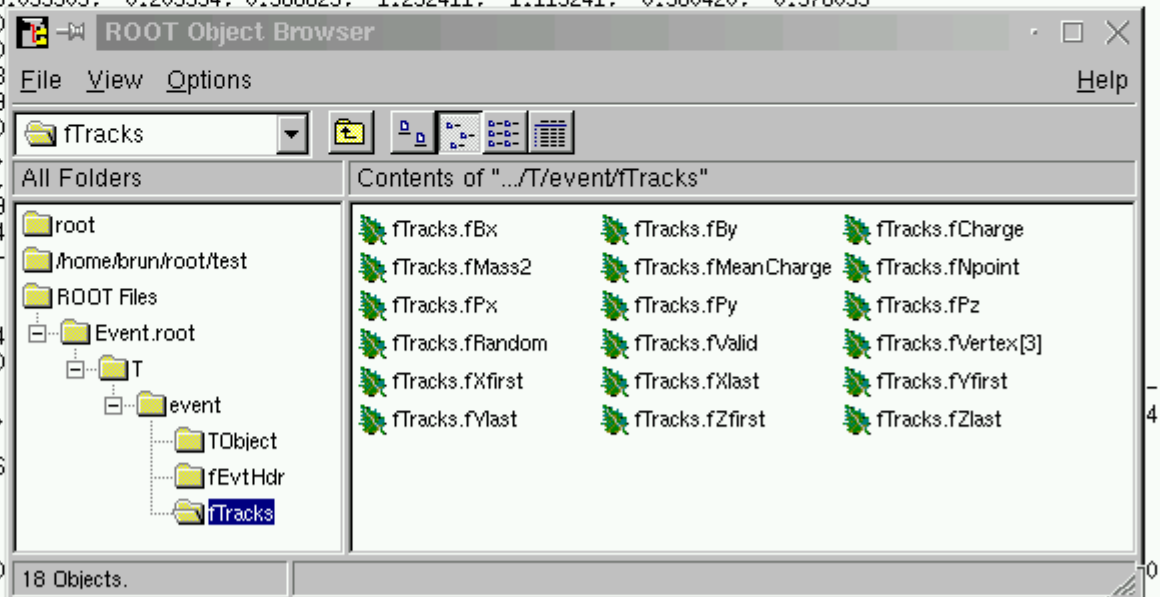 ROOT Object Browser
File View Options Help
fTracks
All Folders
Contents of ".../T/event/fTracks"
root
/home/brun/root/test
ROOT Files
Event.root
T
event
TObject
fEvtHdr
fTracks
fTracks.fBx fTracks.fBy fTracks.fCharge
fTracks.fMass2 fTracks.fMeanCharge fTracks.fNpoint
fTracks.fPx fTracks.fPy fTracks.fPz
fTracks.fRandom fTracks.fValid fTracks.fVertex[3]
fTracks.fXfirst fTracks.fXlast fTracks.fYfirst
fTracks.fYlast fTracks.fZfirst fTracks.fZlast
18 Objects.